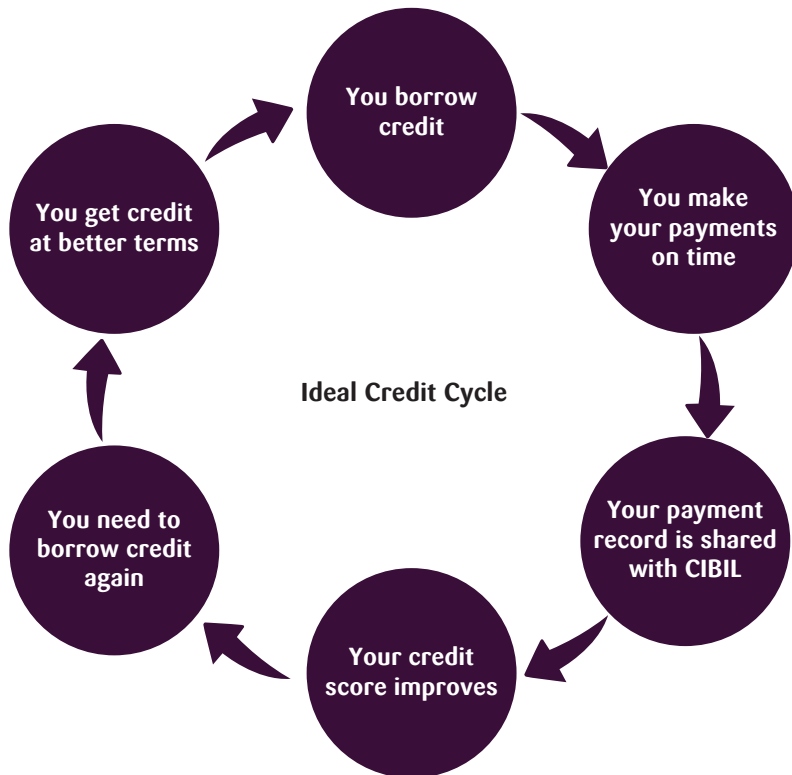 You borrow
credit
You make
your payments
on time
Your payment
record is shared
with CIBIL
Your credit
score improves
You need to
borrow credit
again
You get credit
at better terms
Ideal Credit Cycle